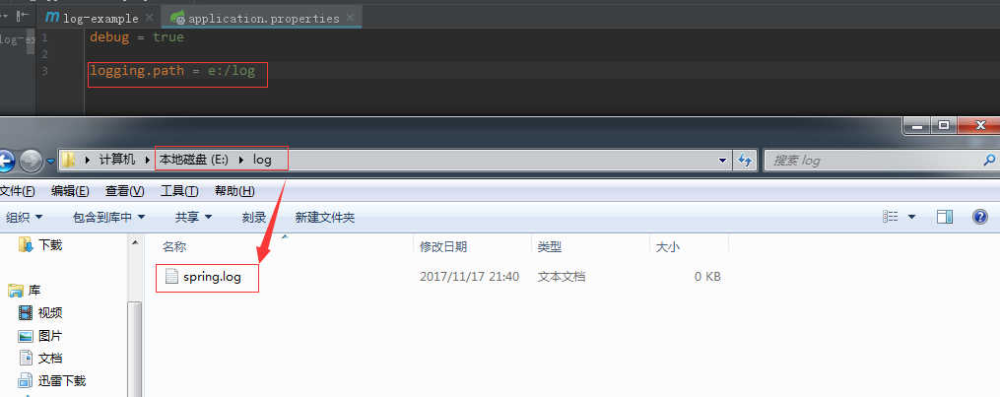 log-example application.properties
log-ex
1 debug = true
2
3 logging.path = e:/log
计算机 本地磁盘 (E:) log 搜索 log
文件(F) 编辑(E) 查看(V) 工具(T) 帮助(H)
组织 包含到库中 共享 刻录 新建文件夹
下载
名称 修改日期 类型 大小
spring.log 2017/11/17 21:40 文本文档 0 KB
库
视频
图片
文档
迅雷下载